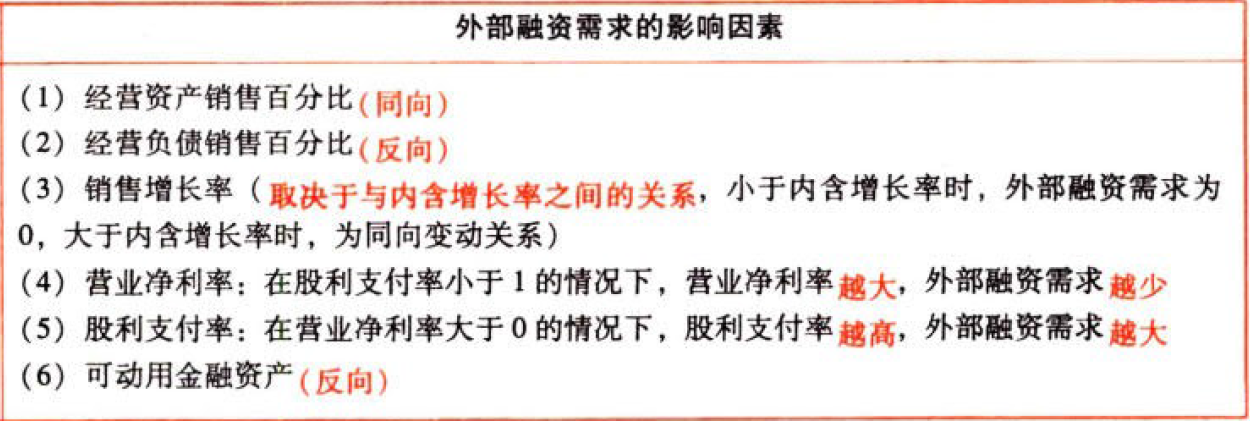 外部融资需求的影响因素
(1) 经营资产销售百分比(同向)
(2) 经营负债销售百分比(反向)
(3) 销售增长率（取决于与内含增长率之间的关系，小于内含增长率时，外部融资需求为
0，大于内含增长率时，为同向变动关系）
(4) 营业净利率：在股利支付率小于 1 的情况下，营业净利率越大，外部融资需求越少
(5) 股利支付率：在营业净利率大于 0 的情况下，股利支付率越高，外部融资需求越大
(6) 可动用金融资产(反向)